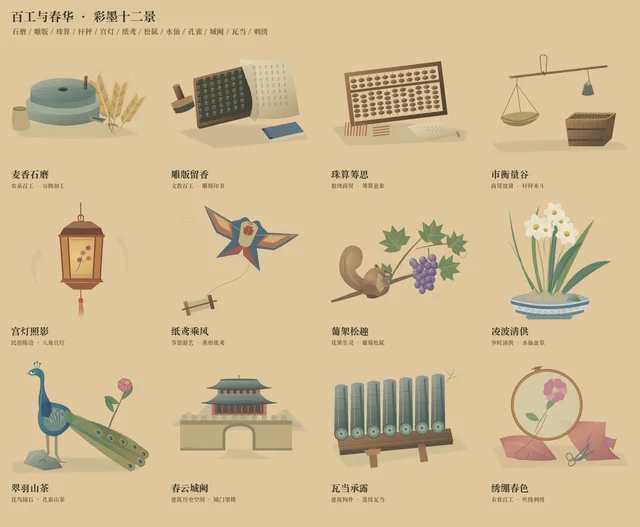 百工与春华 · 彩墨十二景
石磨 / 雕版 / 珠算 / 杆秤 / 宫灯 / 纸鸢 / 松鼠 / 水仙 / 孔雀 / 城阙 / 瓦当 / 刺绣
麦香石磨
农器百工 · 谷物加工
雕版留香
文教百工 · 雕版印书
珠算筹思
数理商贸 · 筹算意象
市衡量谷
商贸度量 · 杆秤米斗
宫灯照影
民俗陈设 · 八角宫灯
纸鸢乘风
节俗游艺 · 燕形纸鸢
葡架松趣
花果生灵 · 葡萄松鼠
凌波清供
岁时清供 · 水仙盆景
翠羽山茶
花鸟园石 · 孔雀山茶
春云城阙
建筑历史空间 · 城门望楼
瓦当承露
建筑构件 · 莲纹瓦当
绣绷春色
衣食百工 · 丝线刺绣